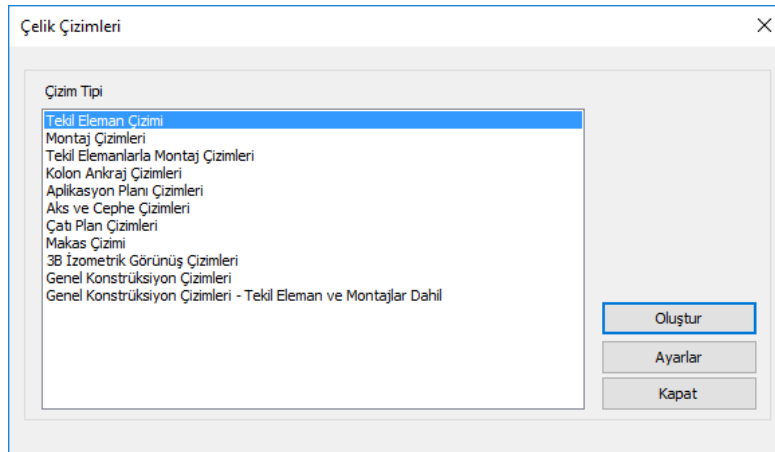 Çelik Çizimleri
Çizim Tipi
Tekil Eleman Çizimi
Montaj Çizimleri
Tekil Elemanlarla Montaj Çizimleri
Kolon Ankraj Çizimleri
Aplikasyon Planı Çizimleri
Aks ve Cephe Çizimleri
Çatı Plan Çizimleri
Makas Çizimi
3B İzometrik Görünüş Çizimleri
Genel Konstrüksiyon Çizimleri
Genel Konstrüksiyon Çizimleri - Tekil Eleman ve Montajlar Dahil
Oluştur
Ayarlar
Kapat